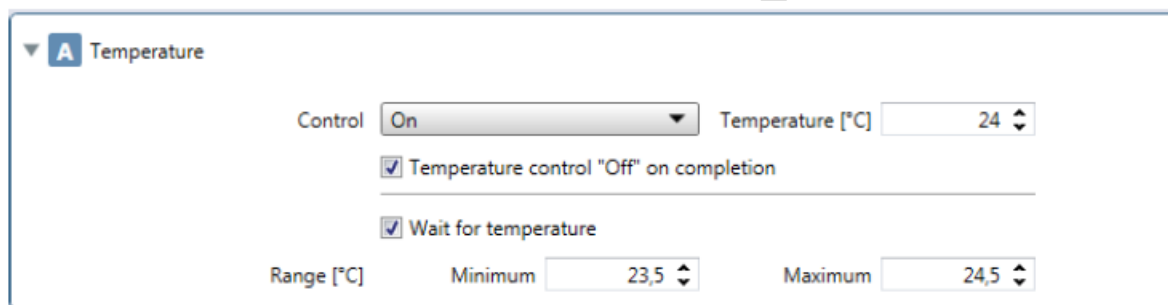 A Temperature
Control On Temperature [°C] 24
Temperature control "Off" on completion
Wait for temperature
Range [°C] Minimum 23,5 Maximum 24,5